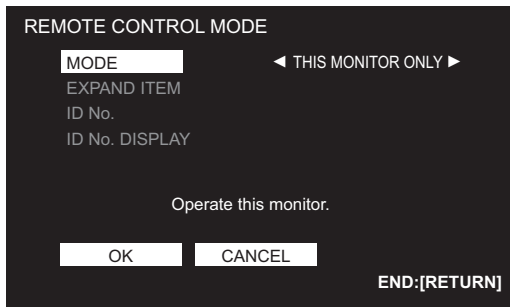 REMOTE CONTROL MODE
MODE ◄ THIS MONITOR ONLY ►
EXPAND ITEM
ID No.
ID No. DISPLAY
Operate this monitor.
OK CANCEL
END:[RETURN]